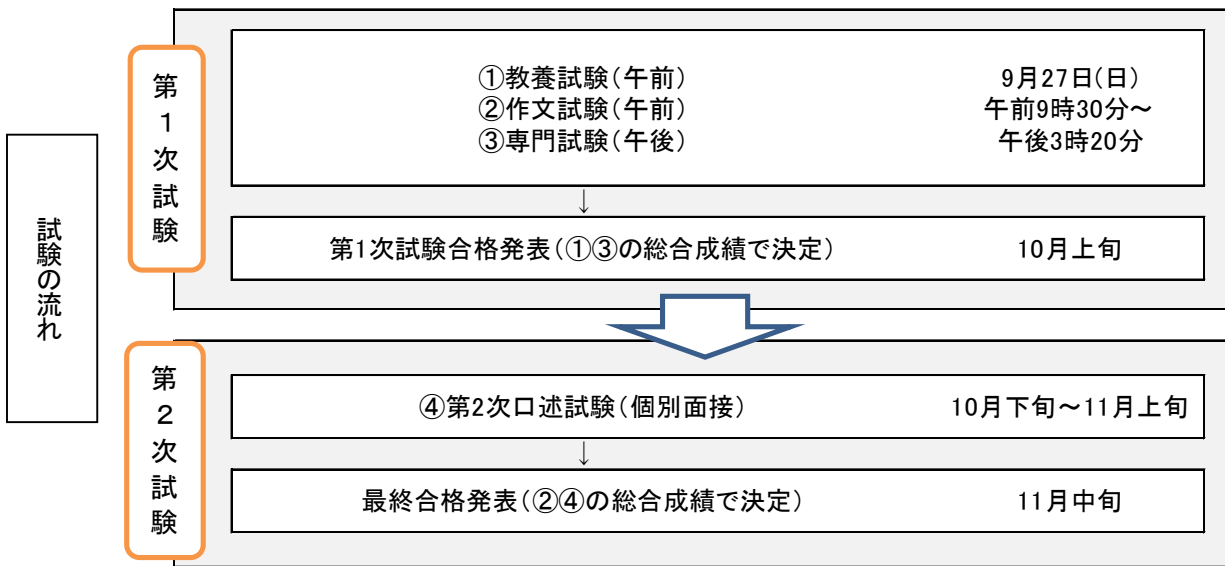 試験の流れ
第1次試験
①教養試験(午前) 9月27日(日)
②作文試験(午前) 午前9時30分～
③専門試験(午後) 午後3時20分
↓
第1次試験合格発表(①③の総合成績で決定) 10月上旬
第2次試験
④第2次口述試験(個別面接) 10月下旬～11月上旬
↓
最終合格発表(②④の総合成績で決定) 11月中旬